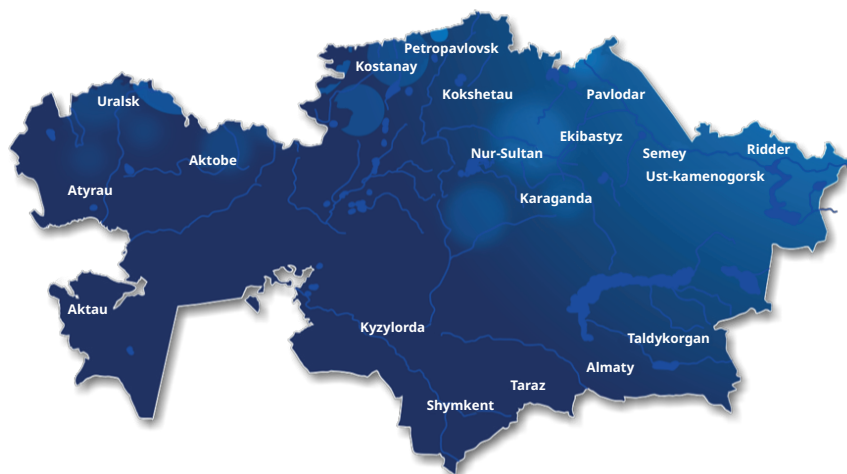 Petropavlovsk
Kostanay
Kokshetau
Pavlodar
Uralsk
Ekibastyz
Aktobe
Nur-Sultan
Semey
Ridder
Ust-kamenogorsk
Atyrau
Karaganda
Aktau
Kyzylorda
Taldykorgan
Almaty
Taraz
Shymkent